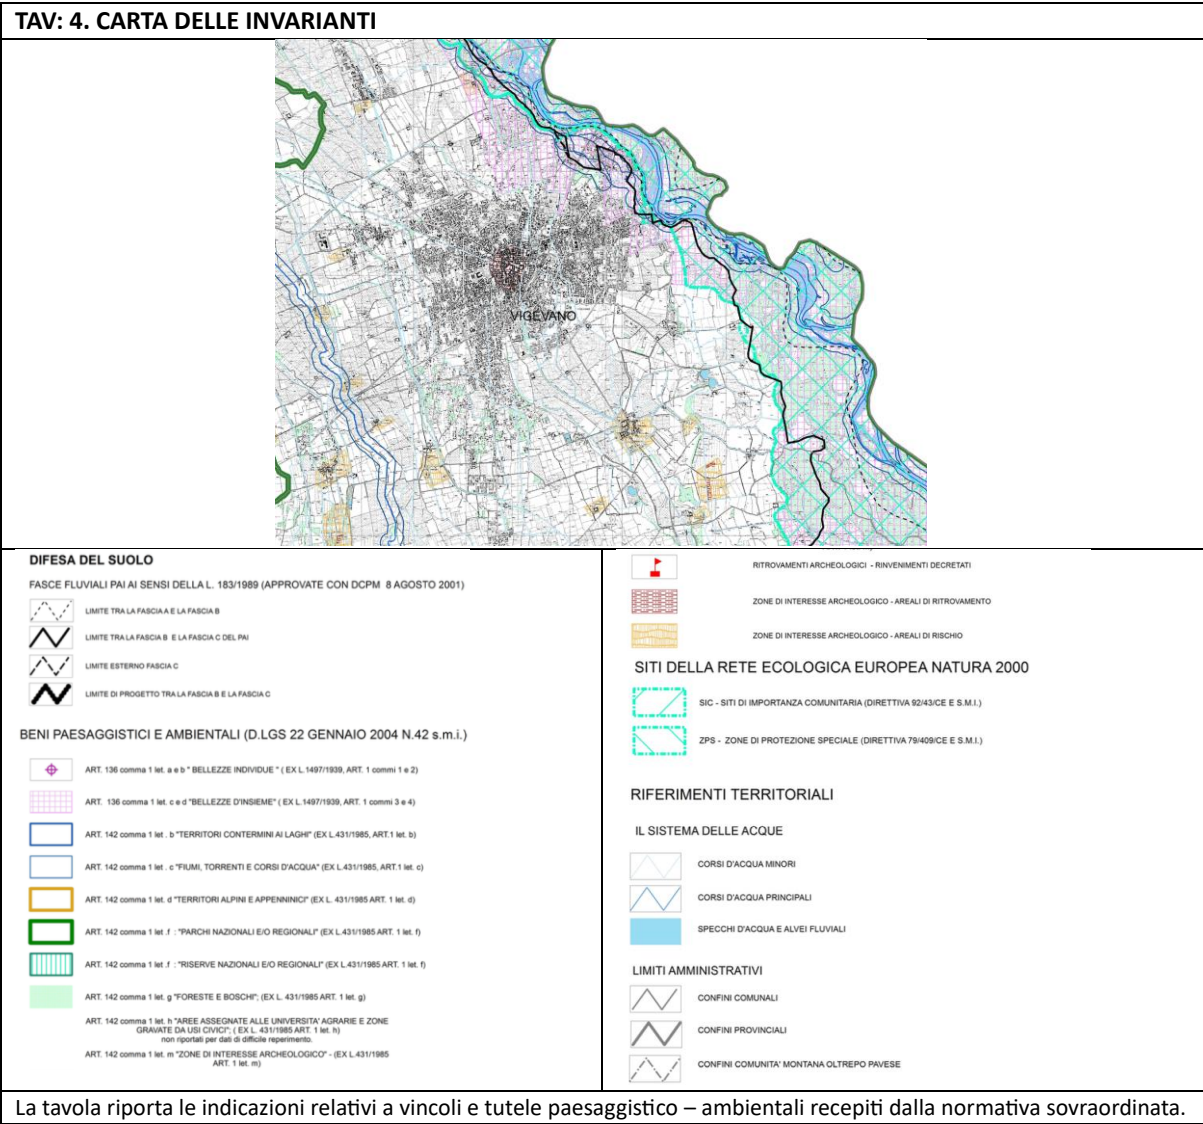 TAV: 4. CARTA DELLE INVARIANTI
VIGEVANO
DIFESA DEL SUOLO
FASCE FLUVIALI PAI AI SENSI DELLA L. 183/1989 (APPROVATE CON DCPM 8 AGOSTO 2001)
LIMITE TRA LA FASCIA A E LA FASCIA B
LIMITE TRA LA FASCIA B E LA FASCIA C DEL PAI
LIMITE ESTERNO FASCIA C
LIMITE DI PROGETTO TRA LA FASCIA B E LA FASCIA C
BENI PAESAGGISTICI E AMBIENTALI (D.LGS 22 GENNAIO 2004 N.42 s.m.i.)
ART. 136 comma 1 let. a e b " BELLEZZE INDIVIDUE " ( EX L.1497/1939, ART. 1 commi 1 e 2)
ART. 136 comma 1 let. c e d "BELLEZZE D'INSIEME" ( EX L.1497/1939, ART. 1 commi 3 e 4)
ART. 142 comma 1 let . b "TERRITORI CONTERMINI AI LAGHI" (EX L.431/1985, ART.1 let. b)
ART. 142 comma 1 let . c "FIUMI, TORRENTI E CORSI D'ACQUA" (EX L.431/1985, ART.1 let. c)
ART. 142 comma 1 let. d "TERRITORI ALPINI E APPENNINICI" (EX L. 431/1985 ART. 1 let. d)
ART. 142 comma 1 let .f : "PARCHI NAZIONALI E/O REGIONALI" (EX L.431/1985 ART. 1 let. f)
ART. 142 comma 1 let .f : "RISERVE NAZIONALI E/O REGIONALI" (EX L.431/1985 ART. 1 let. f)
ART. 142 comma 1 let. g "FORESTE E BOSCHI"; (EX L. 431/1985 ART. 1 let. g)
ART. 142 comma 1 let. h "AREE ASSEGNATE ALLE UNIVERSITA' AGRARIE E ZONE
GRAVATE DA USI CIVICI"; ( EX L. 431/1985 ART. 1 let. h)
non riportati per dati di difficile reperimento.
ART. 142 comma 1 let. m "ZONE DI INTERESSE ARCHEOLOGICO" - (EX L.431/1985
ART. 1 let. m)
RITROVAMENTI ARCHEOLOGICI - RINVENIMENTI DECRETATI
ZONE DI INTERESSE ARCHEOLOGICO - AREALI DI RITROVAMENTO
ZONE DI INTERESSE ARCHEOLOGICO - AREALI DI RISCHIO
SITI DELLA RETE ECOLOGICA EUROPEA NATURA 2000
SIC - SITI DI IMPORTANZA COMUNITARIA (DIRETTIVA 92/43/CE E S.M.I.)
ZPS - ZONE DI PROTEZIONE SPECIALE (DIRETTIVA 79/409/CE E S.M.I.)
RIFERIMENTI TERRITORIALI
IL SISTEMA DELLE ACQUE
CORSI D'ACQUA MINORI
CORSI D'ACQUA PRINCIPALI
SPECCHI D'ACQUA E ALVEI FLUVIALI
LIMITI AMMINISTRATIVI
CONFINI COMUNALI
CONFINI PROVINCIALI
CONFINI COMUNITA' MONTANA OLTREPO PAVESE
La tavola riporta le indicazioni relativi a vincoli e tutele paesaggistico – ambientali recepiti dalla normativa sovraordinata.